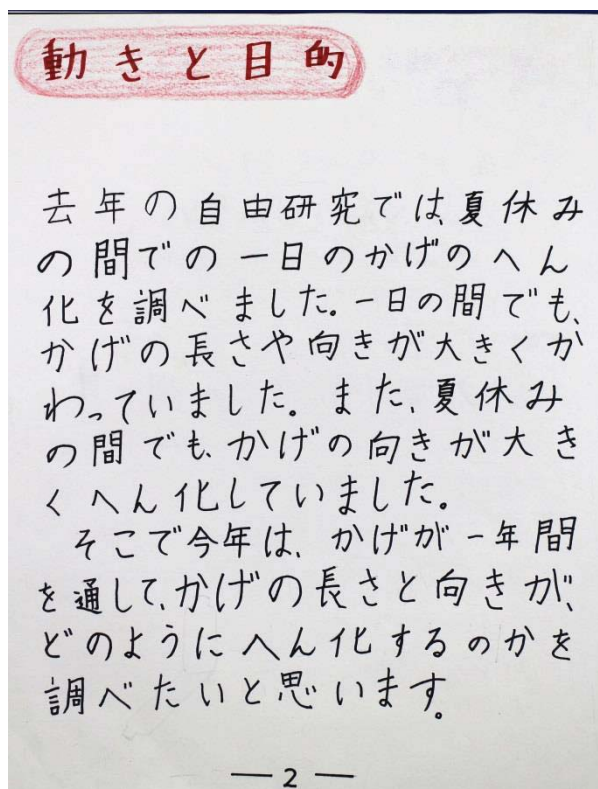 動きと目的
去年の自由研究では、夏休み
の間での一日のかげのへん
化を調べました。一日の間でも、
かげの長さや向きが大きくか
わっていました。また、夏休み
の間でも、かげの向きが大き
くへん化していました。
そこで今年は、かげが一年間
を通して、かげの長さと向きが、
どのようにへん化するのかを
調べたいと思います。
— 2 —